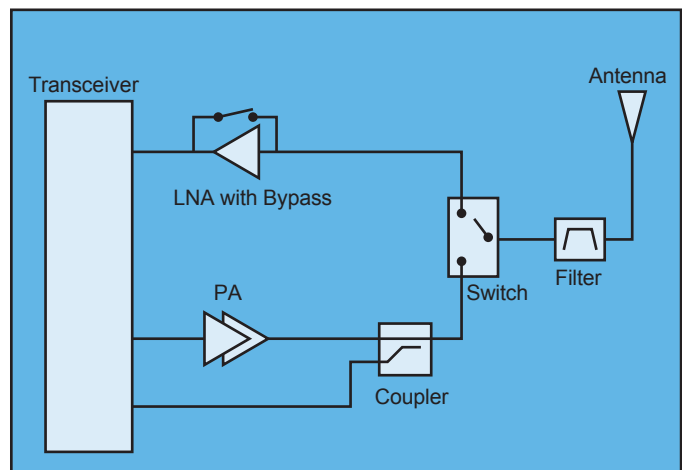 Transceiver
Antenna
LNA with Bypass
Switch
Filter
PA
Coupler